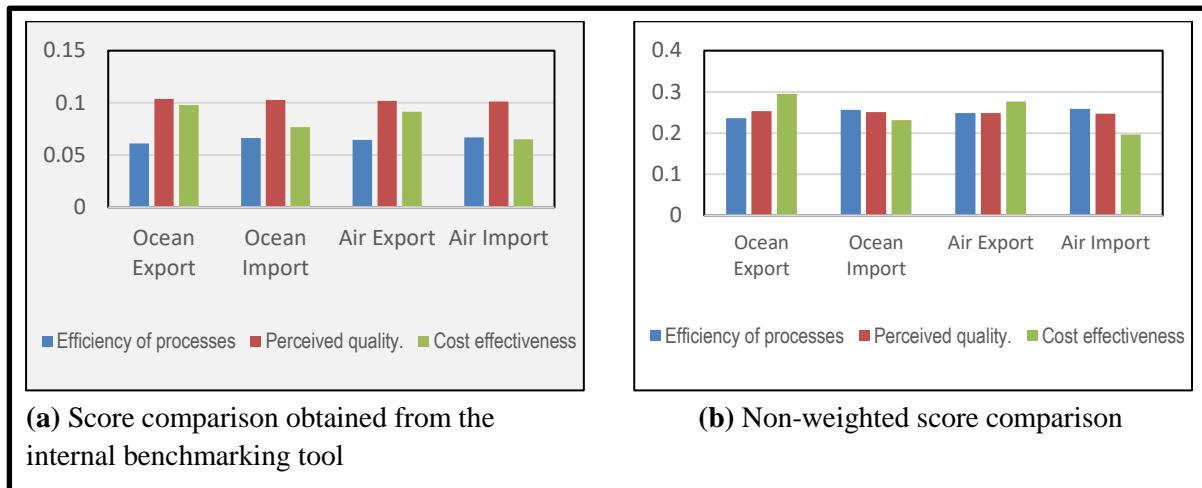 0.15
0.1
0.05
0
Ocean
Export
Ocean
Import
Air Export
Air Import
Efficiency of processes
Perceived quality.
Cost effectiveness
(a) Score comparison obtained from the
internal benchmarking tool
0.4
0.3
0.2
0.1
0
Ocean
Export
Ocean
Import
Air Export
Air Import
Efficiency of processes
Perceived quality.
Cost effectiveness
(b) Non-weighted score comparison